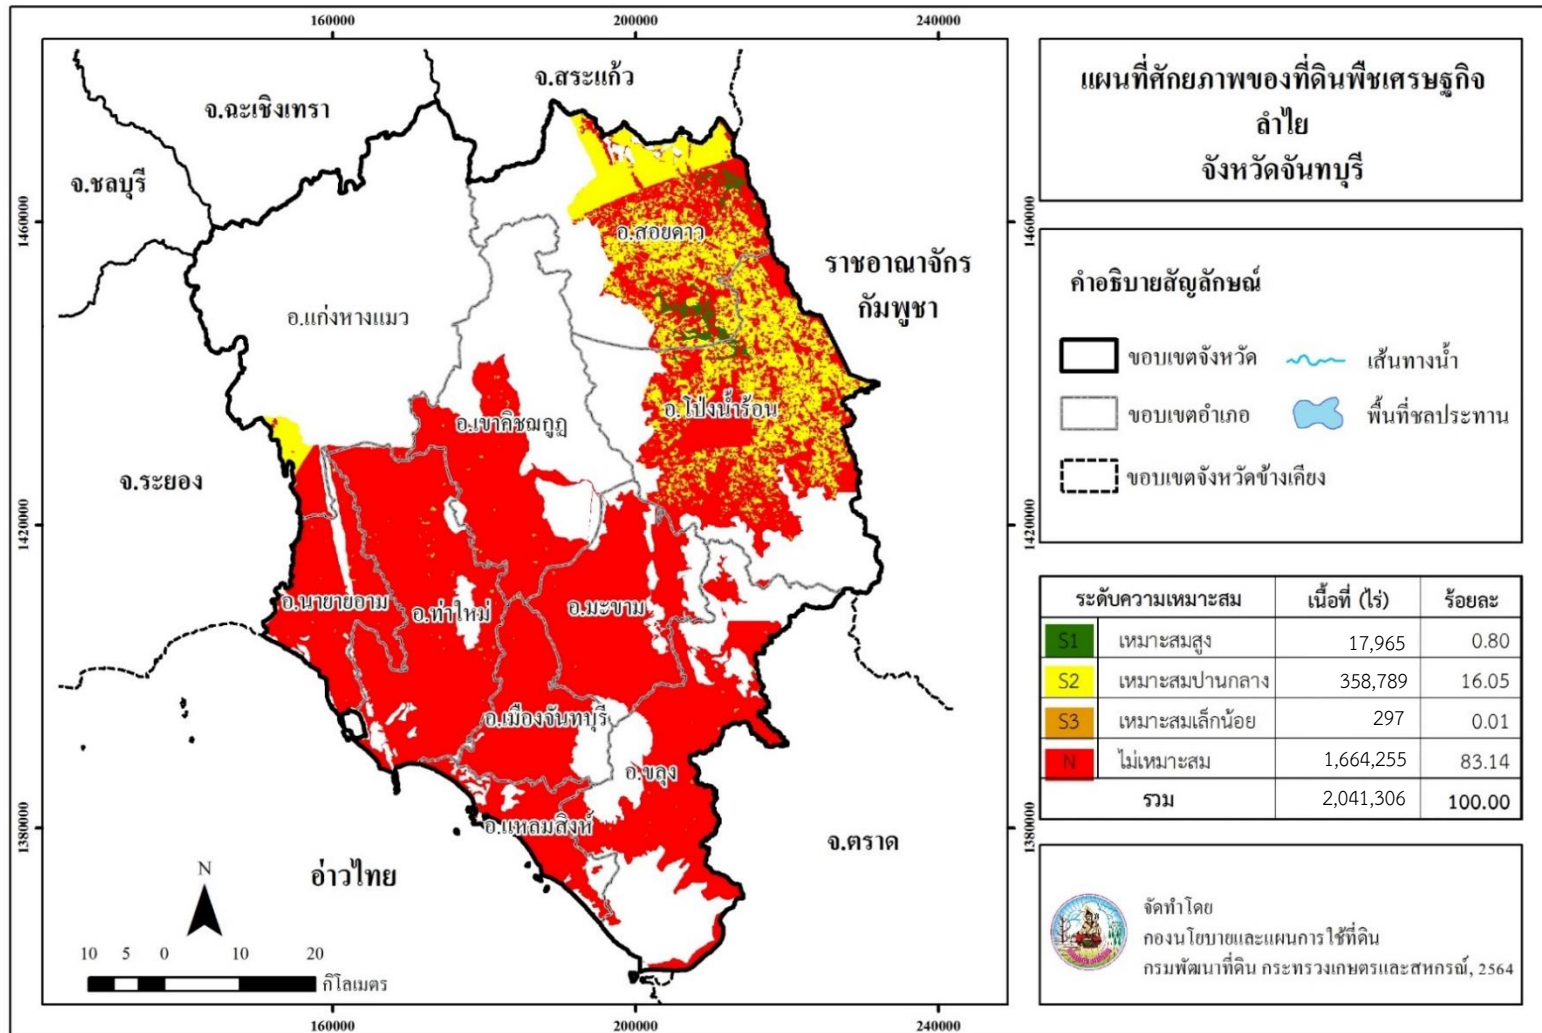 160000 200000 240000
แผนที่ศักยภาพของที่ดินพืชเศรษฐกิจ
ลำไย
จังหวัดจันทบุรี
จ.สระแก้ว
จ.ฉะเชิงเทรา
จ.ชลบุรี
1460000 1460000
อ.สอยดาว
ราชอาณาจักร
กัมพูชา
อ.แก่งหางแมว
อ.โป่งน้ำร้อน
อ.เขาคิชฌกูฏ
จ.ระยอง
1420000 1420000
อ.นายายอาม
อ.ท่าใหม่
อ.มะขาม
อ.เมืองจันทบุรี
อ.ขลุง
อ.แหลมสิงห์
1380000 1380000
จ.ตราด
อ่าวไทย
N
10 5 0 10 20
กิโลเมตร
160000 200000 240000
คำอธิบายสัญลักษณ์
ขอบเขตจังหวัด เส้นทางน้ำ
ขอบเขตอำเภอ พื้นที่ชลประทาน
ขอบเขตจังหวัดข้างเคียง
ระดับความเหมาะสม เนื้อที่ (ไร่) ร้อยละ
S1 เหมาะสมสูง 17,965 0.80
S2 เหมาะสมปานกลาง 358,789 16.05
S3 เหมาะสมเล็กน้อย 297 0.01
N ไม่เหมาะสม 1,664,255 83.14
รวม 2,041,306 100.00
จัดทำโดย
กองนโยบายและแผนการใช้ที่ดิน
กรมพัฒนาที่ดิน กระทรวงเกษตรและสหกรณ์, 2564